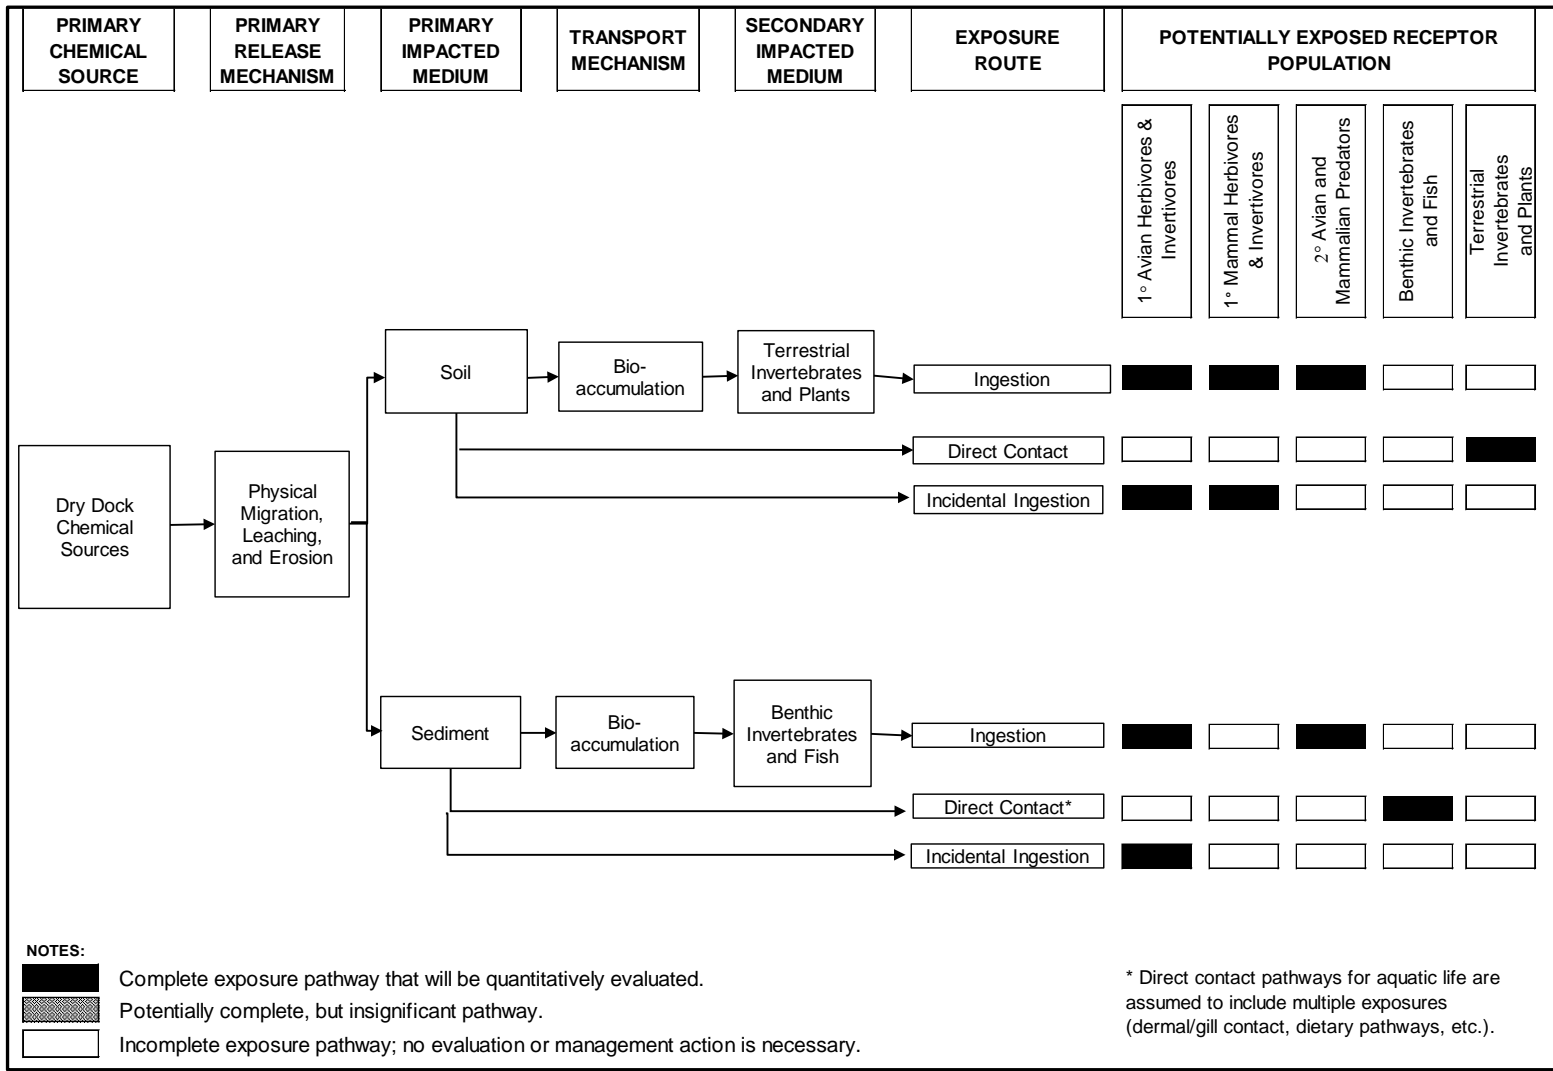 PRIMARY
CHEMICAL
SOURCE
PRIMARY
RELEASE
MECHANISM
PRIMARY
IMPACTED
MEDIUM
TRANSPORT
MECHANISM
SECONDARY
IMPACTED
MEDIUM
EXPOSURE
ROUTE
POTENTIALLY EXPOSED RECEPTOR
POPULATION
1° Avian Herbivores &
Invertivores
1° Mammal Herbivores
& Invertivores
2° Avian and
Mammalian Predators
Benthic Invertebrates
and Fish
Terrestrial
Invertebrates
and Plants
Soil
Bio-
accumulation
Terrestrial
Invertebrates
and Plants
Ingestion
Direct Contact
Incidental Ingestion
Dry Dock
Chemical
Sources
Physical
Migration,
Leaching,
and Erosion
Sediment
Bio-
accumulation
Benthic
Invertebrates
and Fish
Ingestion
Direct Contact*
Incidental Ingestion
NOTES:
Complete exposure pathway that will be quantitatively evaluated.
Potentially complete, but insignificant pathway.
Incomplete exposure pathway; no evaluation or management action is necessary.
* Direct contact pathways for aquatic life are
assumed to include multiple exposures
(dermal/gill contact, dietary pathways, etc.).